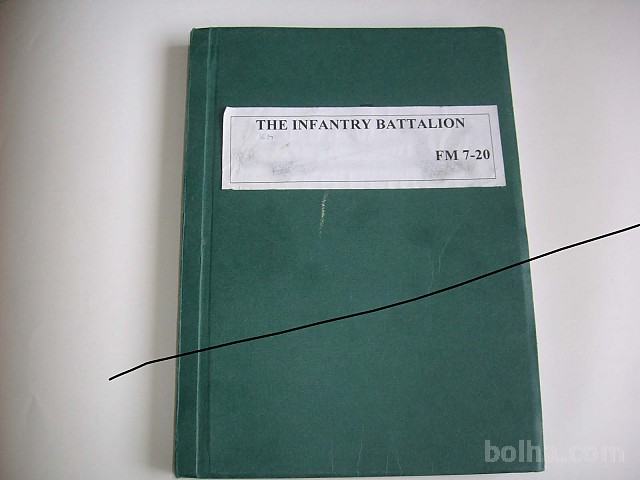 THE INFANTRY BATTALION
FM 7-20
bolha.com